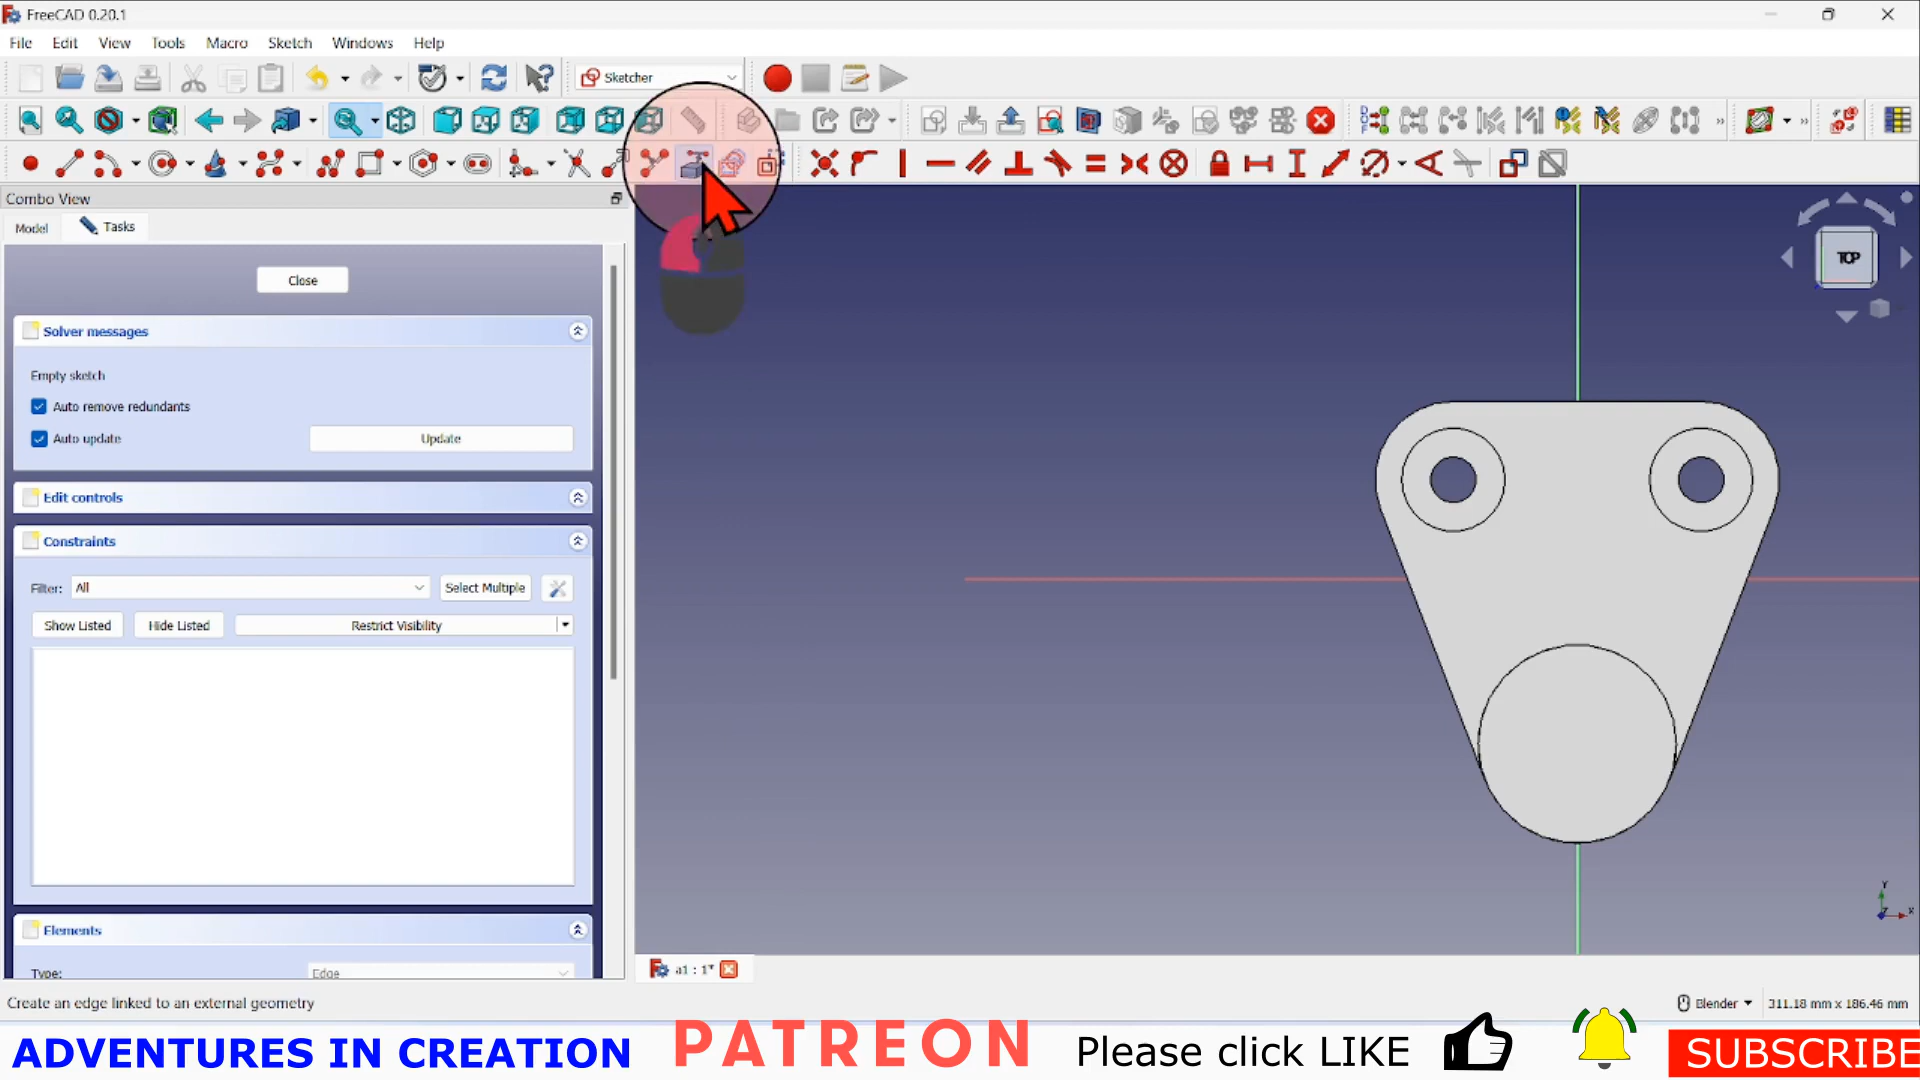 FreeCAD 0.20.1
File Edit View Tools Macro Sketch Windows Help
Sketcher
Combo View
Model Tasks
Close
Solver messages
Empty sketch
Auto remove redundants
Auto update Update
Edit controls
Constraints
Filter: All Select Multiple
Show Listed Hide Listed Restrict Visibility
Elements
Type: Edge
TOP
Y
Z X
a1 : 1*
Create an edge linked to an external geometry
Blender 311.18 mm x 186.46 mm
ADVENTURES IN CREATION PATREON Please click LIKE SUBSCRIBE